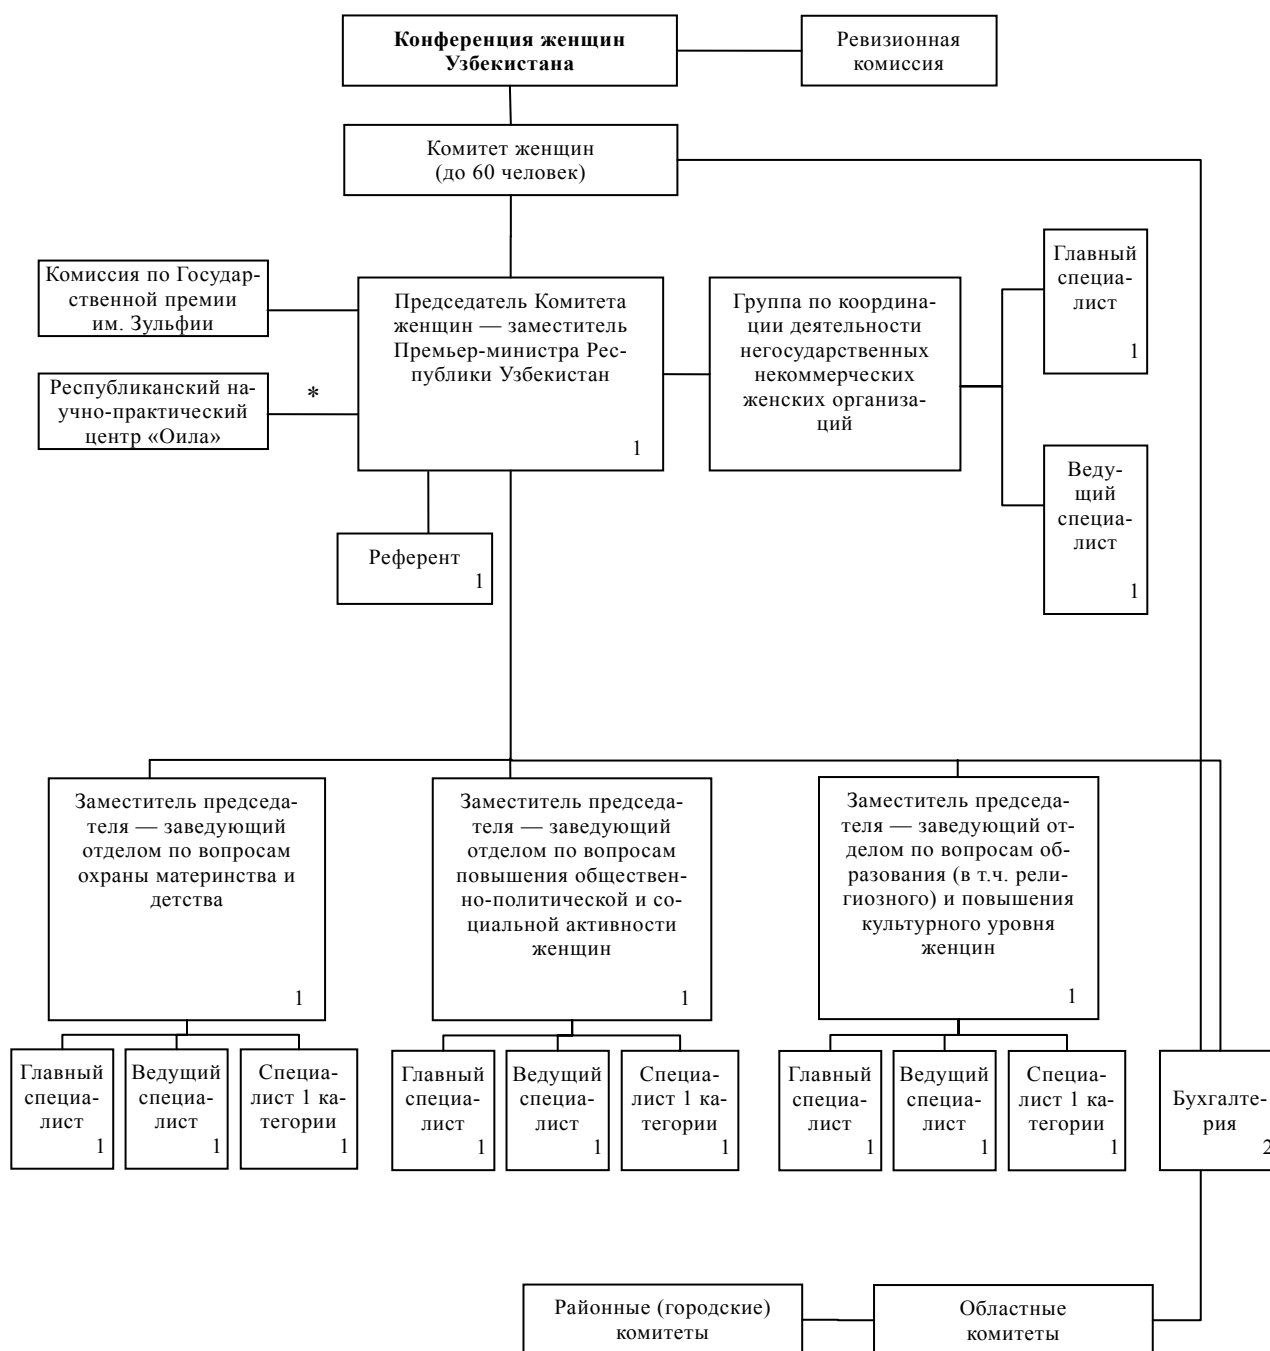 Конференция женщин
Узбекистана
Ревизионная
комиссия
Комитет женщин
(до 60 человек)
Комиссия по Государ-
ственной премии
им. Зульфии
Республиканский на-
учно-практический
центр «Оила»
*
Председатель Комитета
женщин — заместитель
Премьер-министра Рес-
публики Узбекистан
1
Группа по координа-
ции деятельности
негосударственных
некоммерческих
женских организа-
ций
Главный
специа-
лист
1
Веду-
щий
специа-
лист
1
Референт
1
Заместитель председа-
теля — заведующий
отделом по вопросам
охраны материнства и
детства
1
Заместитель председа-
теля — заведующий
отделом по вопросам
повышения обществен-
но-политической и со-
циальной активности
женщин
1
Заместитель председа-
теля — заведующий от-
делом по вопросам об-
разования (в т.ч. рели-
гиозного) и повышения
культурного уровня
женцин
1
Главный
специа-
лист
1
Ведущий
специа-
лист
1
Специа-
лист 1 ка-
тегории
1
Главный
специа-
лист
1
Ведущий
специа-
лист
1
Специа-
лист 1 ка-
тегории
1
Главный
специа-
лист
1
Ведущий
специа-
лист
1
Специа-
лист 1 ка-
тегории
1
Бухгалте-
рия
2
Районные (городские)
комитеты
Областные
комитеты